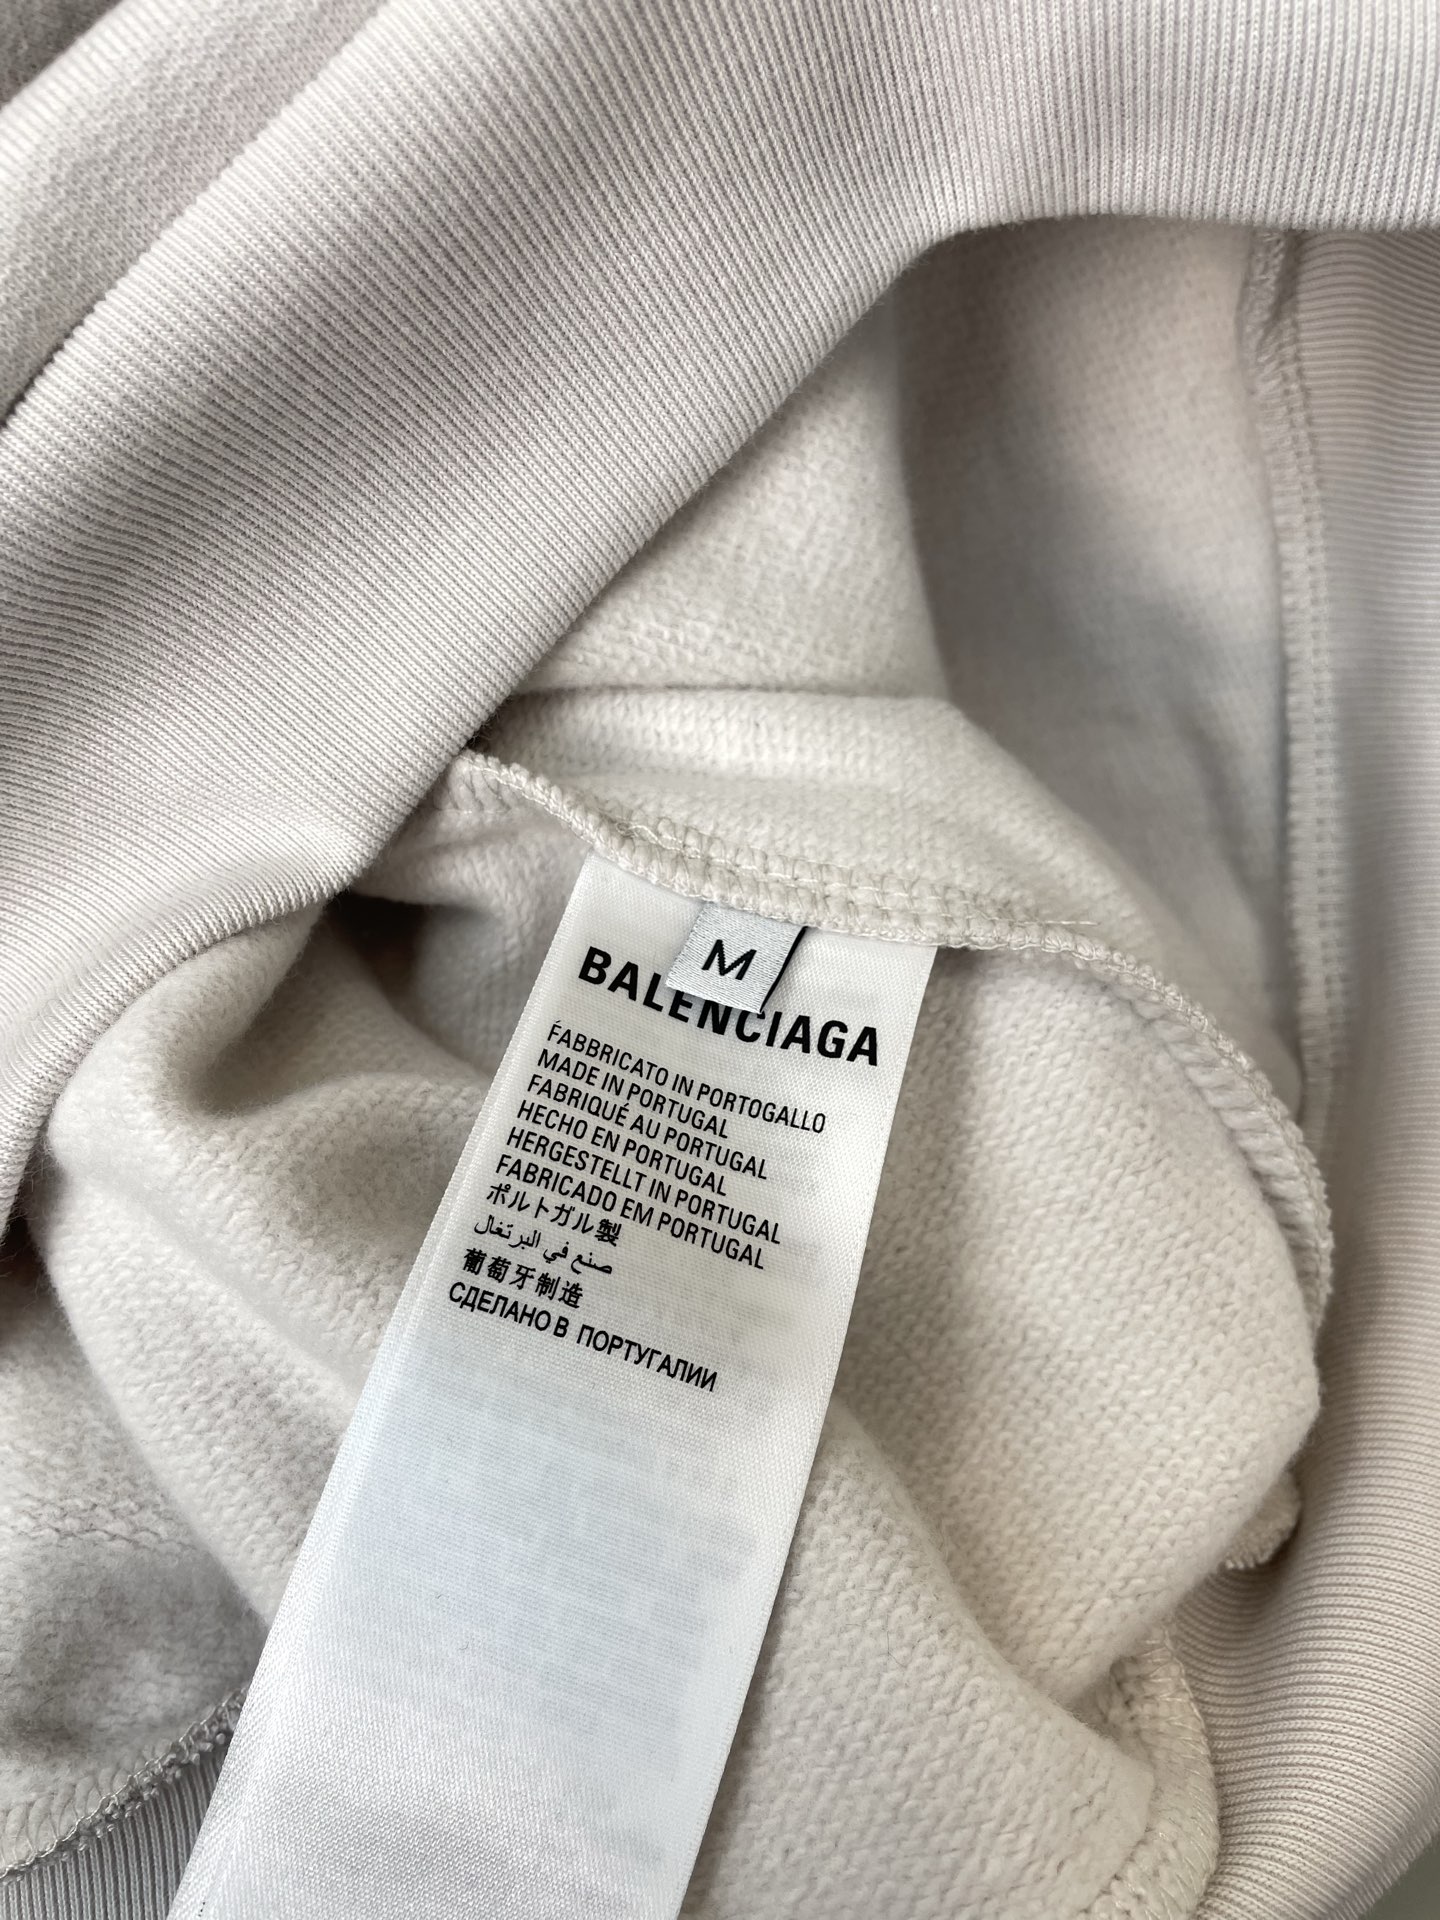 M
BALENCIAGA
FABBRICATO IN PORTOGALLO
MADE IN PORTUGAL
FABRIQUÉ AU PORTUGAL
HECHO EN PORTUGAL
HERGESTELLT IN PORTUGAL
FABRICADO EM PORTUGAL
ポルトガル製
صنع في البرتغال
葡萄牙制造
СДЕЛАНО В ПОРТУГАЛИИ